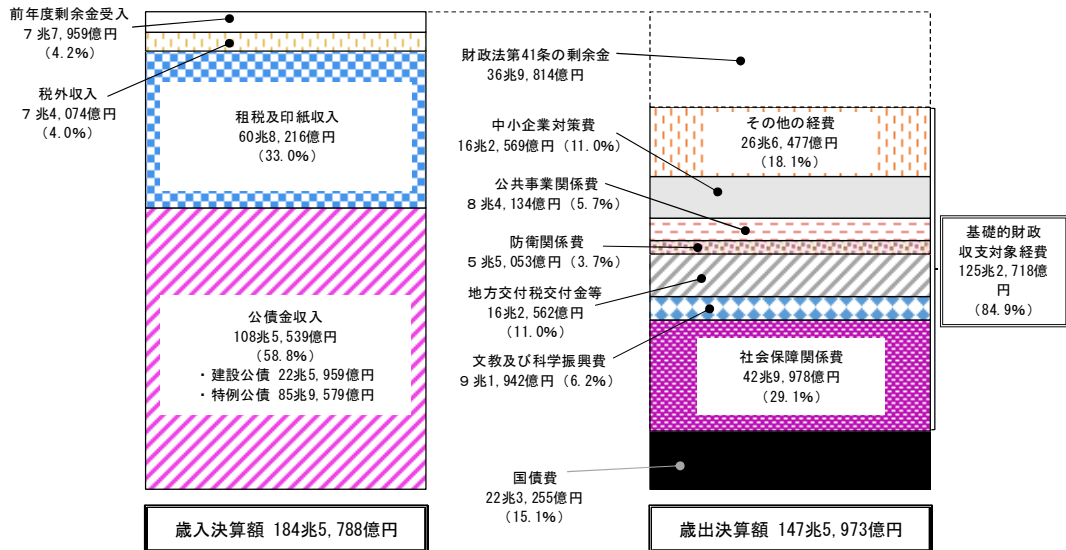 前年度剰余金受入
7兆7,959億円
(4.2%)
税外収入
7兆4,074億円
(4.0%)
租税及印紙収入
60兆8,216億円
(33.0%)
公債金収入
108兆5,539億円
(58.8%)
・建設公債 22兆5,959億円
・特例公債 85兆9,579億円
歳入決算額 184兆5,788億円
財政法第41条の剰余金
36兆9,814億円
その他の経費
26兆6,477億円
(18.1%)
中小企業対策費
16兆2,569億円 (11.0%)
公共事業関係費
8兆4,134億円 (5.7%)
防衛関係費
5兆5,053億円 (3.7%)
地方交付税交付金等
16兆2,562億円
(11.0%)
文教及び科学振興費
9兆1,942億円 (6.2%)
社会保障関係費
42兆9,978億円
(29.1%)
国債費
22兆3,255億円
(15.1%)
基礎的財政
収支対象経費
125兆2,718億
円
(84.9%)
歳出決算額 147兆5,973億円